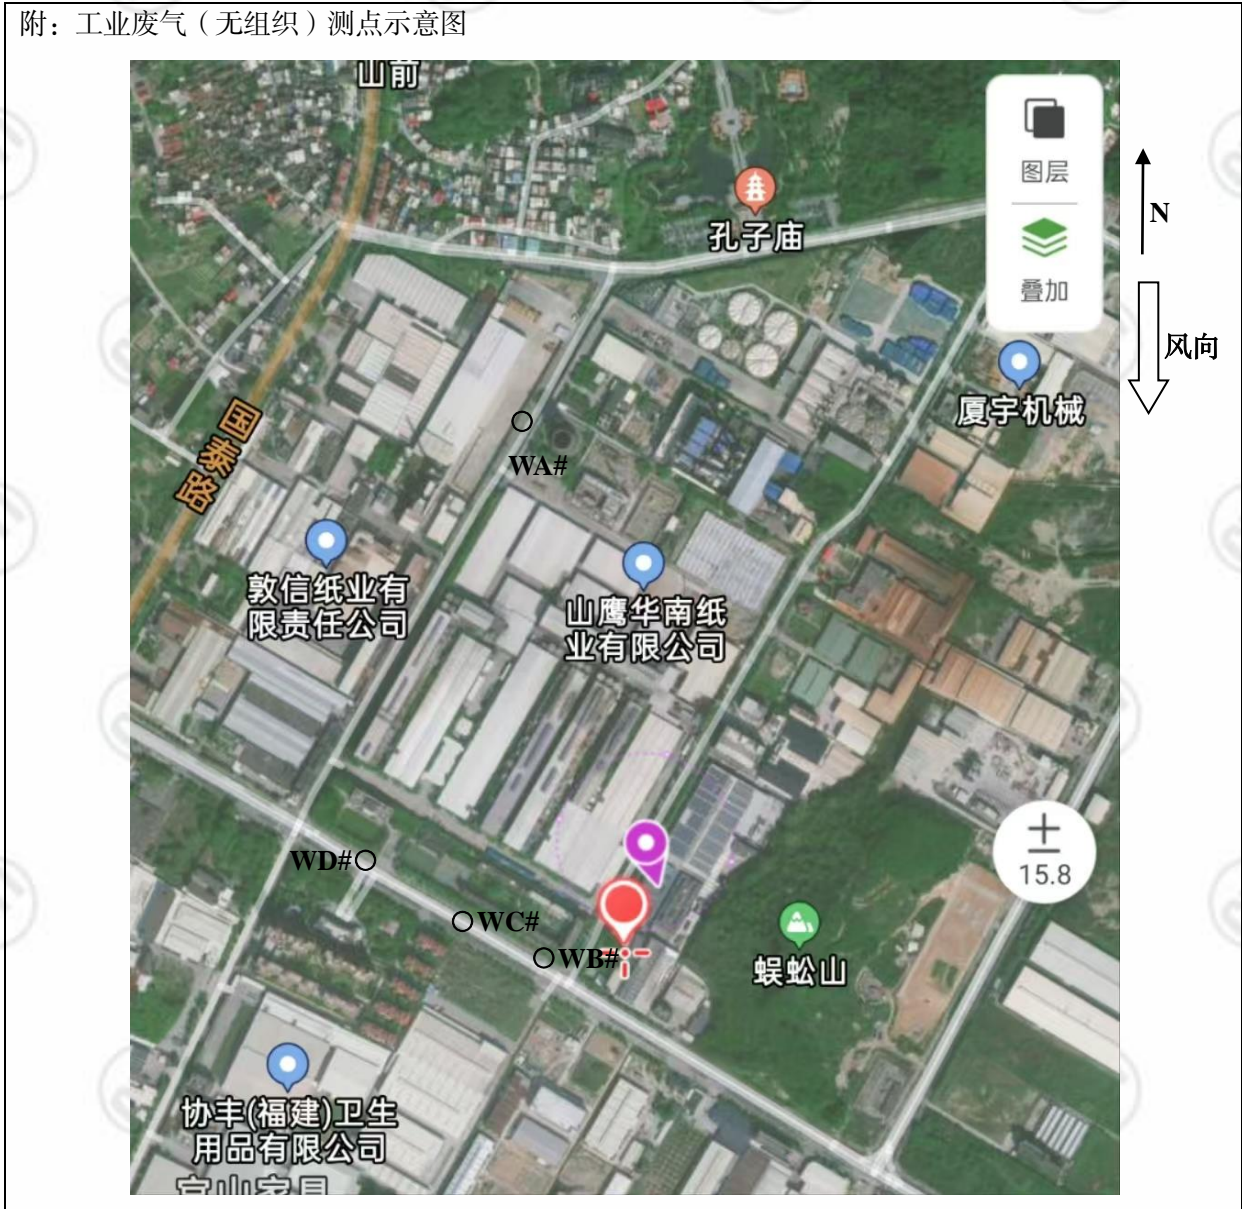 附：工业废气（无组织）测点示意图
山前
图层
N
孔子庙
叠加
风向
厦宇机械
国泰路
WA#
敦信纸业有
限责任公司
山鹰华南纸
业有限公司
WD#
15.8
WC#
WB#
蜈蚣山
协丰(福建)卫生
用品有限公司